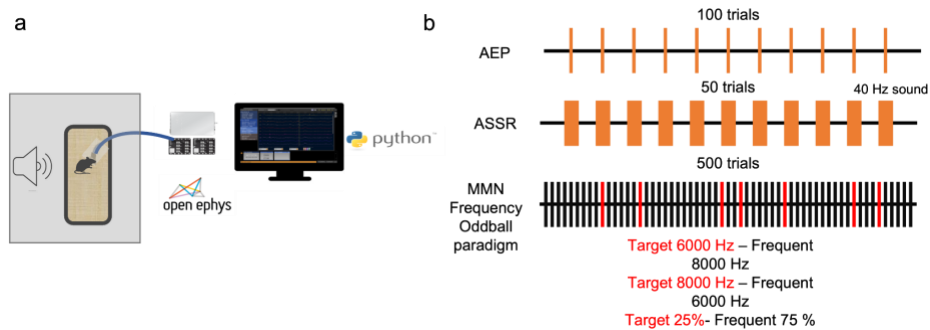 a
open ephys
python™
b
100 trials
AEP
50 trials
40 Hz sound
ASSR
500 trials
MMN
Frequency
Oddball
paradigm
Target 6000 Hz – Frequent
8000 Hz
Target 8000 Hz – Frequent
6000 Hz
Target 25%- Frequent 75 %